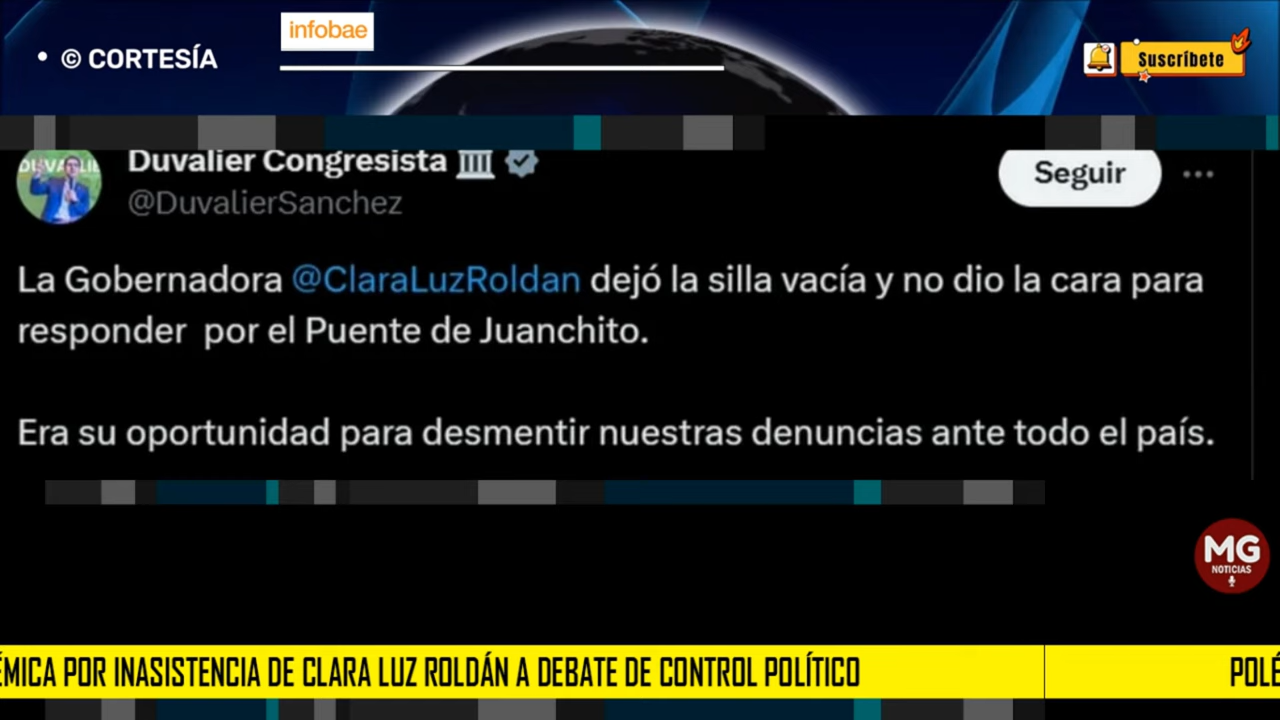 infobae
• © CORTESÍA
Suscríbete
Duvalier Congresista
@DuvalierSanchez
Seguir
La Gobernadora @ClaraLuzRoldan dejó la silla vacía y no dio la cara para
responder por el Puente de Juanchito.
Era su oportunidad para desmentir nuestras denuncias ante todo el país.
MG
NOTICIAS
ÉMICA POR INASISTENCIA DE CLARA LUZ ROLDÁN A DEBATE DE CONTROL POLÍTICO
POLÉ